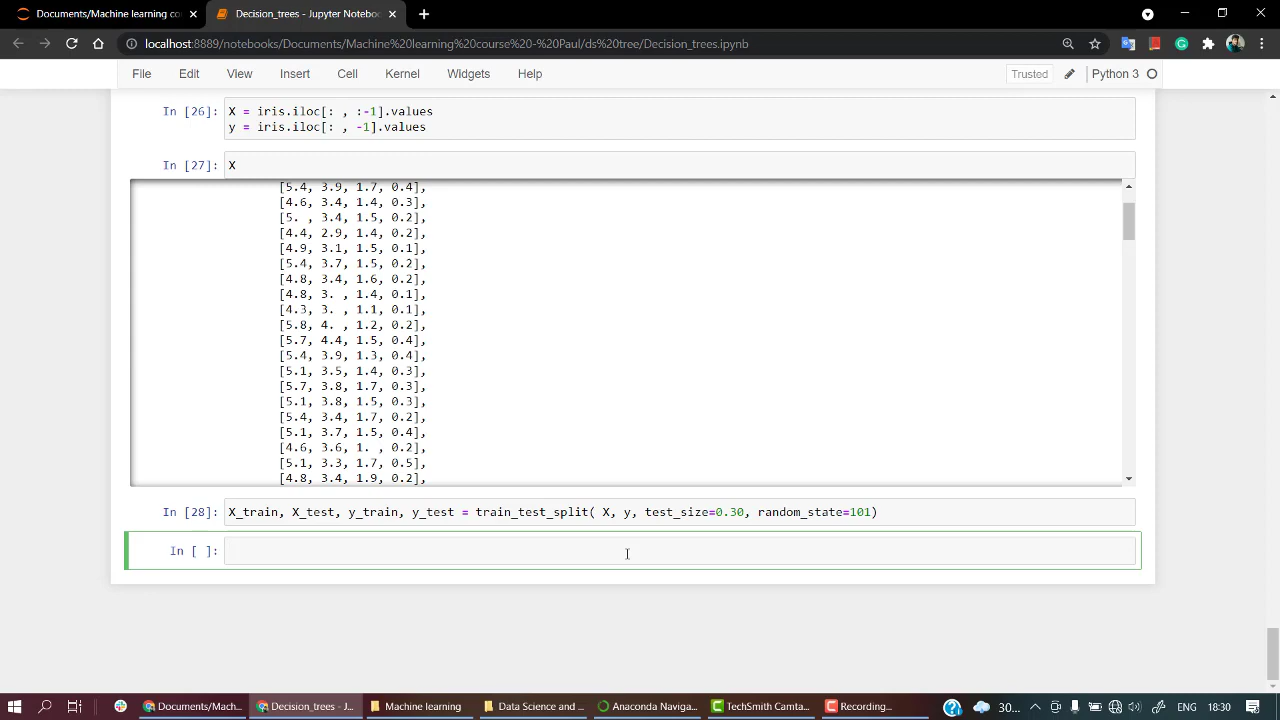 Documents/Machine learning co
Decision_trees - Jupyter Noteboo
localhost:8889/notebooks/Documents/Machine%20learning%20course%20-%20Paul/ds%20tree/Decision_trees.ipynb
File Edit View Insert Cell Kernel Widgets Help Trusted Python 3
In [26]: X = iris.iloc[: , :-1].values
y = iris.iloc[: , -1].values
In [27]: X
[5.4, 3.9, 1.7, 0.4],
[4.6, 3.4, 1.4, 0.3],
[5. , 3.4, 1.5, 0.2],
[4.4, 2.9, 1.4, 0.2],
[4.9, 3.1, 1.5, 0.1],
[5.4, 3.7, 1.5, 0.2],
[4.8, 3.4, 1.6, 0.2],
[4.8, 3. , 1.4, 0.1],
[4.3, 3. , 1.1, 0.1],
[5.8, 4. , 1.2, 0.2],
[5.7, 4.4, 1.5, 0.4],
[5.4, 3.9, 1.3, 0.4],
[5.1, 3.5, 1.4, 0.3],
[5.7, 3.8, 1.7, 0.3],
[5.1, 3.8, 1.5, 0.3],
[5.4, 3.4, 1.7, 0.2],
[5.1, 3.7, 1.5, 0.4],
[4.6, 3.6, 1. , 0.2],
[5.1, 3.3, 1.7, 0.5],
[4.8, 3.4, 1.9, 0.2],
In [28]: X_train, X_test, y_train, y_test = train_test_split( X, y, test_size=0.30, random_state=101)
In [ ]:
Documents/Mach... Decision_trees - J... Machine learning Data Science and ... Anaconda Naviga... TechSmith Camta... Recording... 30... ENG 18:30